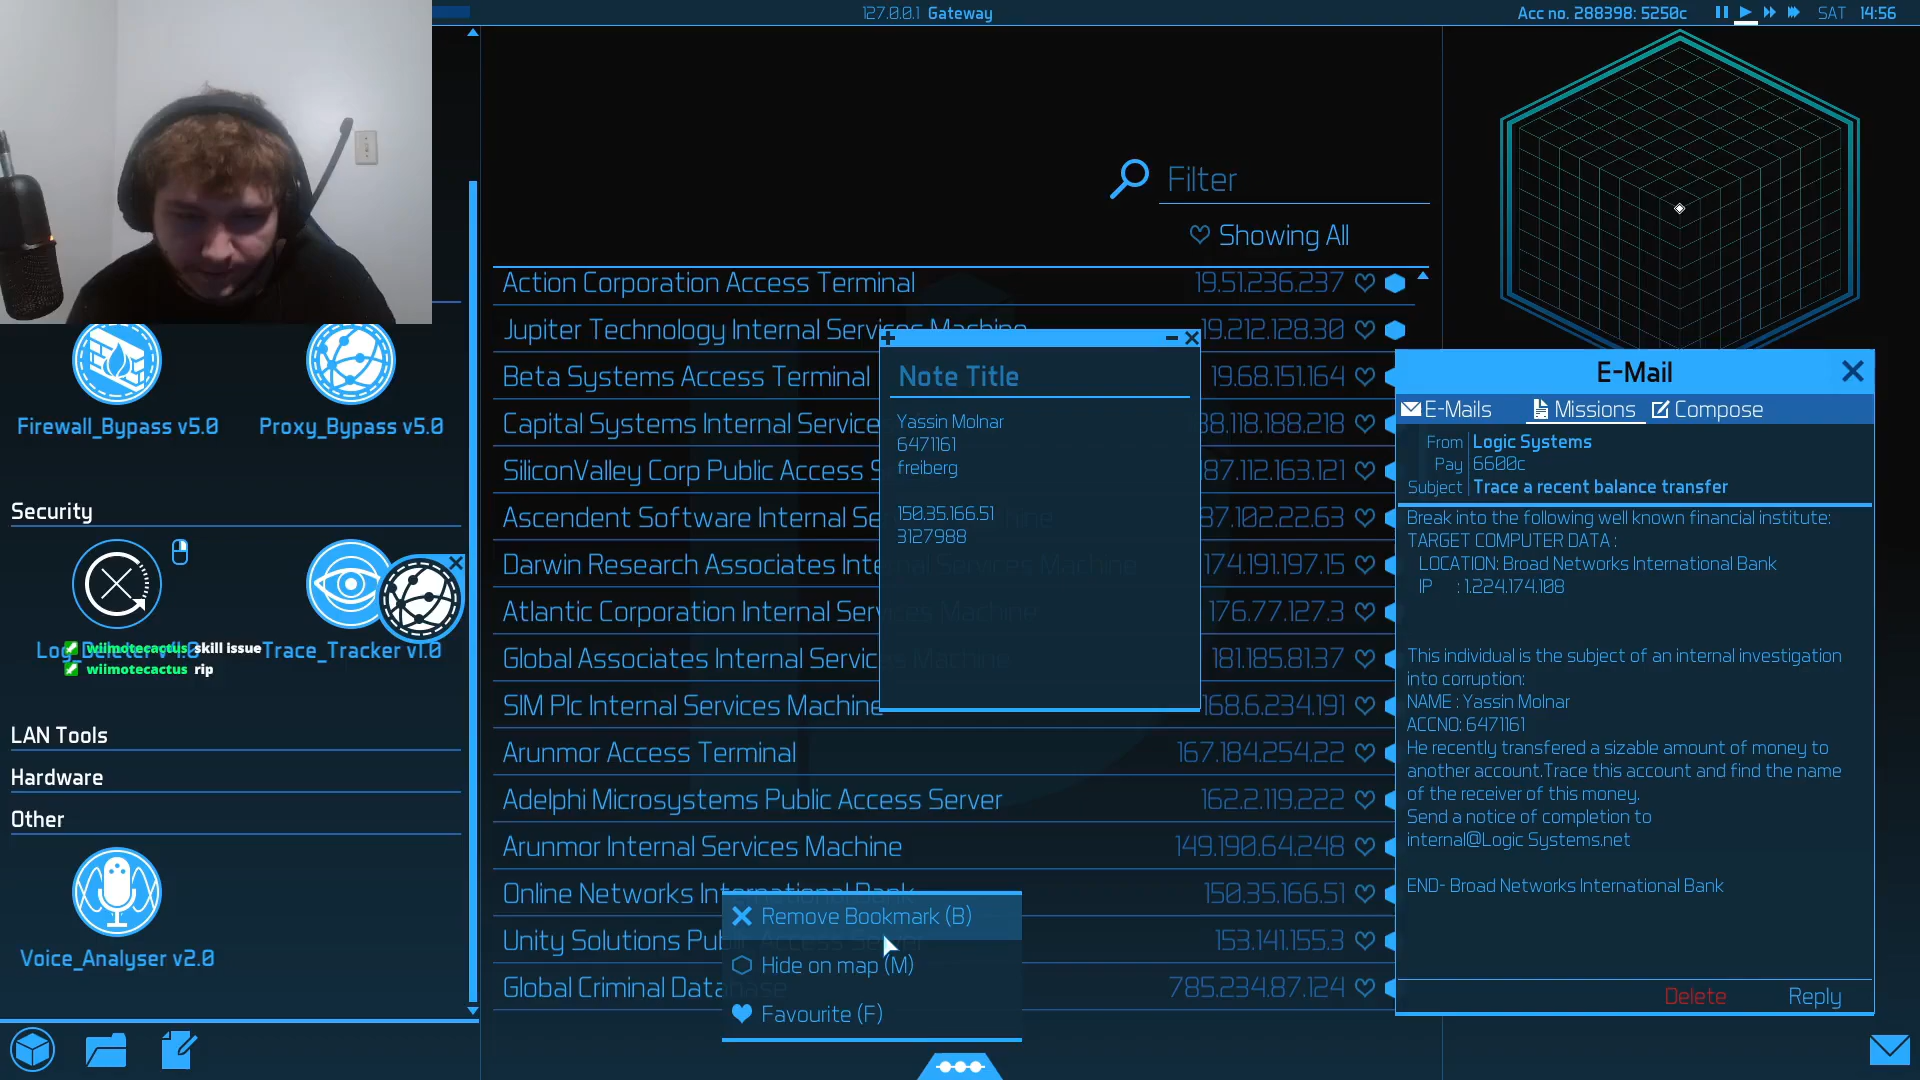 127.0.0.1 Gateway
Acc no. 288398: 5250c
SAT 14:56
Filter
Showing All
Action Corporation Access Terminal 19.51.236.237
Jupiter Technology Internal Services Machine 19.212.128.30
Beta Systems Access Terminal 19.68.151.164
Capital Systems Internal Service 38.118.188.218
SiliconValley Corp Public Access S 87.112.163.121
Ascendent Software Internal Se 37.102.22.63
Darwin Research Associates Internal Services Machine 174.191.197.15
Atlantic Corporation Internal Services Machine 176.77.127.3
Global Associates Internal Services Machine 181.185.81.37
SIM Plc Internal Services Machine 168.6.234.191
Arunmor Access Terminal 167.184.254.22
Adelphi Microsystems Public Access Server 162.2.119.222
Arunmor Internal Services Machine 149.190.64.248
Online Networks International Bank 150.35.166.51
Unity Solutions Public Access Server 153.141.155.3
Global Criminal Database 785.234.87.124
Note Title
Yassin Molnar
6471161
freiberg
150.35.166.51
3127988
Remove Bookmark (B)
Hide on map (M)
Favourite (F)
Firewall_Bypass v5.0
Proxy_Bypass v5.0
Security
Log_Deleter v4.0
Trace_Tracker v1.0
wiimotecactus skill issue
wiimotecactus rip
LAN Tools
Hardware
Other
Voice_Analyser v2.0
E-Mail
E-Mails
Missions
Compose
From Logic Systems
Pay 6600c
Subject Trace a recent balance transfer
Break into the following well known financial institute:
TARGET COMPUTER DATA :
LOCATION: Broad Networks International Bank
IP : 1.224.174.108
This individual is the subject of an internal investigation
into corruption:
NAME : Yassin Molnar
ACCNO: 6471161
He recently transfered a sizable amount of money to
another account.Trace this account and find the name
of the receiver of this money.
Send a notice of completion to
internal@Logic Systems.net
END- Broad Networks International Bank
Delete
Reply